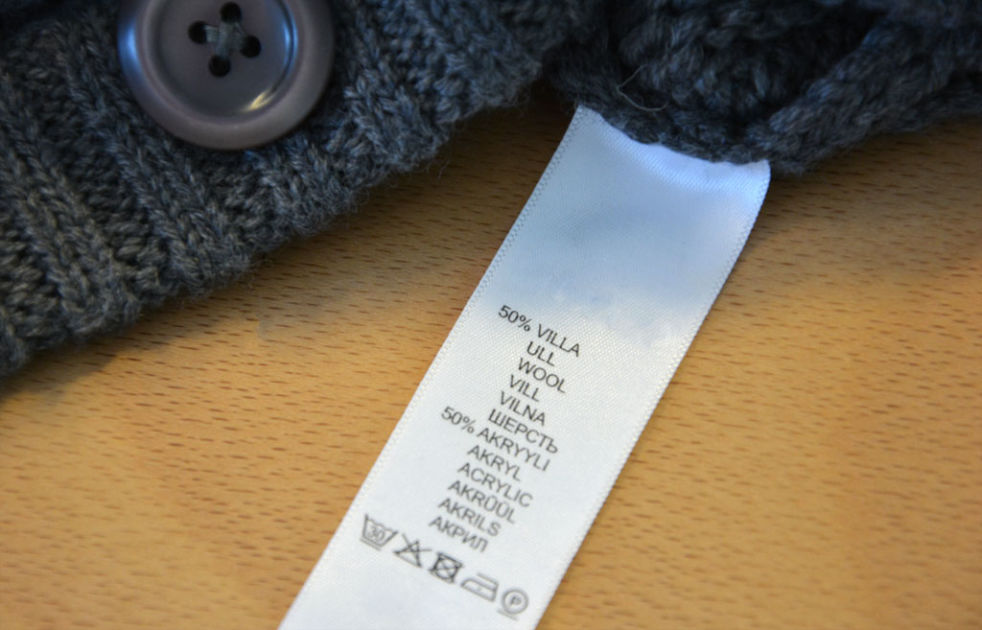 50% VILLA
ULL
WOOL
VILL
VILNA
ШЕРСТЬ
50% AKRYYLI
AKRYL
ACRYLIC
AKRÜÜL
AKRILS
АКРИЛ
30
P